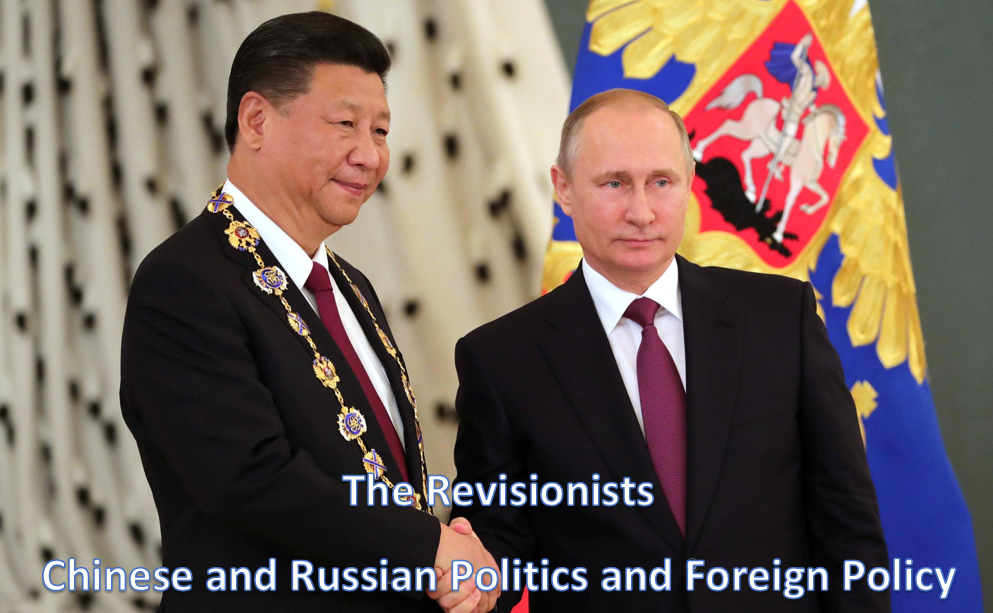 The Revisionists
Chinese and Russian Politics and Foreign Policy